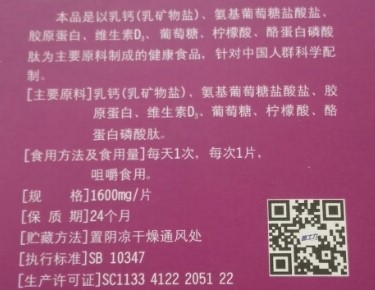 本品是以乳钙(乳矿物盐)、氨基葡萄糖盐酸盐、
胶原蛋白、维生素D₃、葡萄糖、柠檬酸、酪蛋白磷酸
肽为主要原料制成的健康食品，针对中国人群科学配
制。
[主要原料]乳钙(乳矿物盐)、氨基葡萄糖盐酸盐、胶
原蛋白、维生素D₃、葡萄糖、柠檬酸、酪
蛋白磷酸肽。
[食用方法及食用量]每天1次，每次1片，
咀嚼食用。
[规 格]1600mg/片
[保 质 期]24个月
[贮藏方法]置阴凉干燥通风处
[执行标准]SB 10347
[生产许可证]SC1133 4122 2051 22